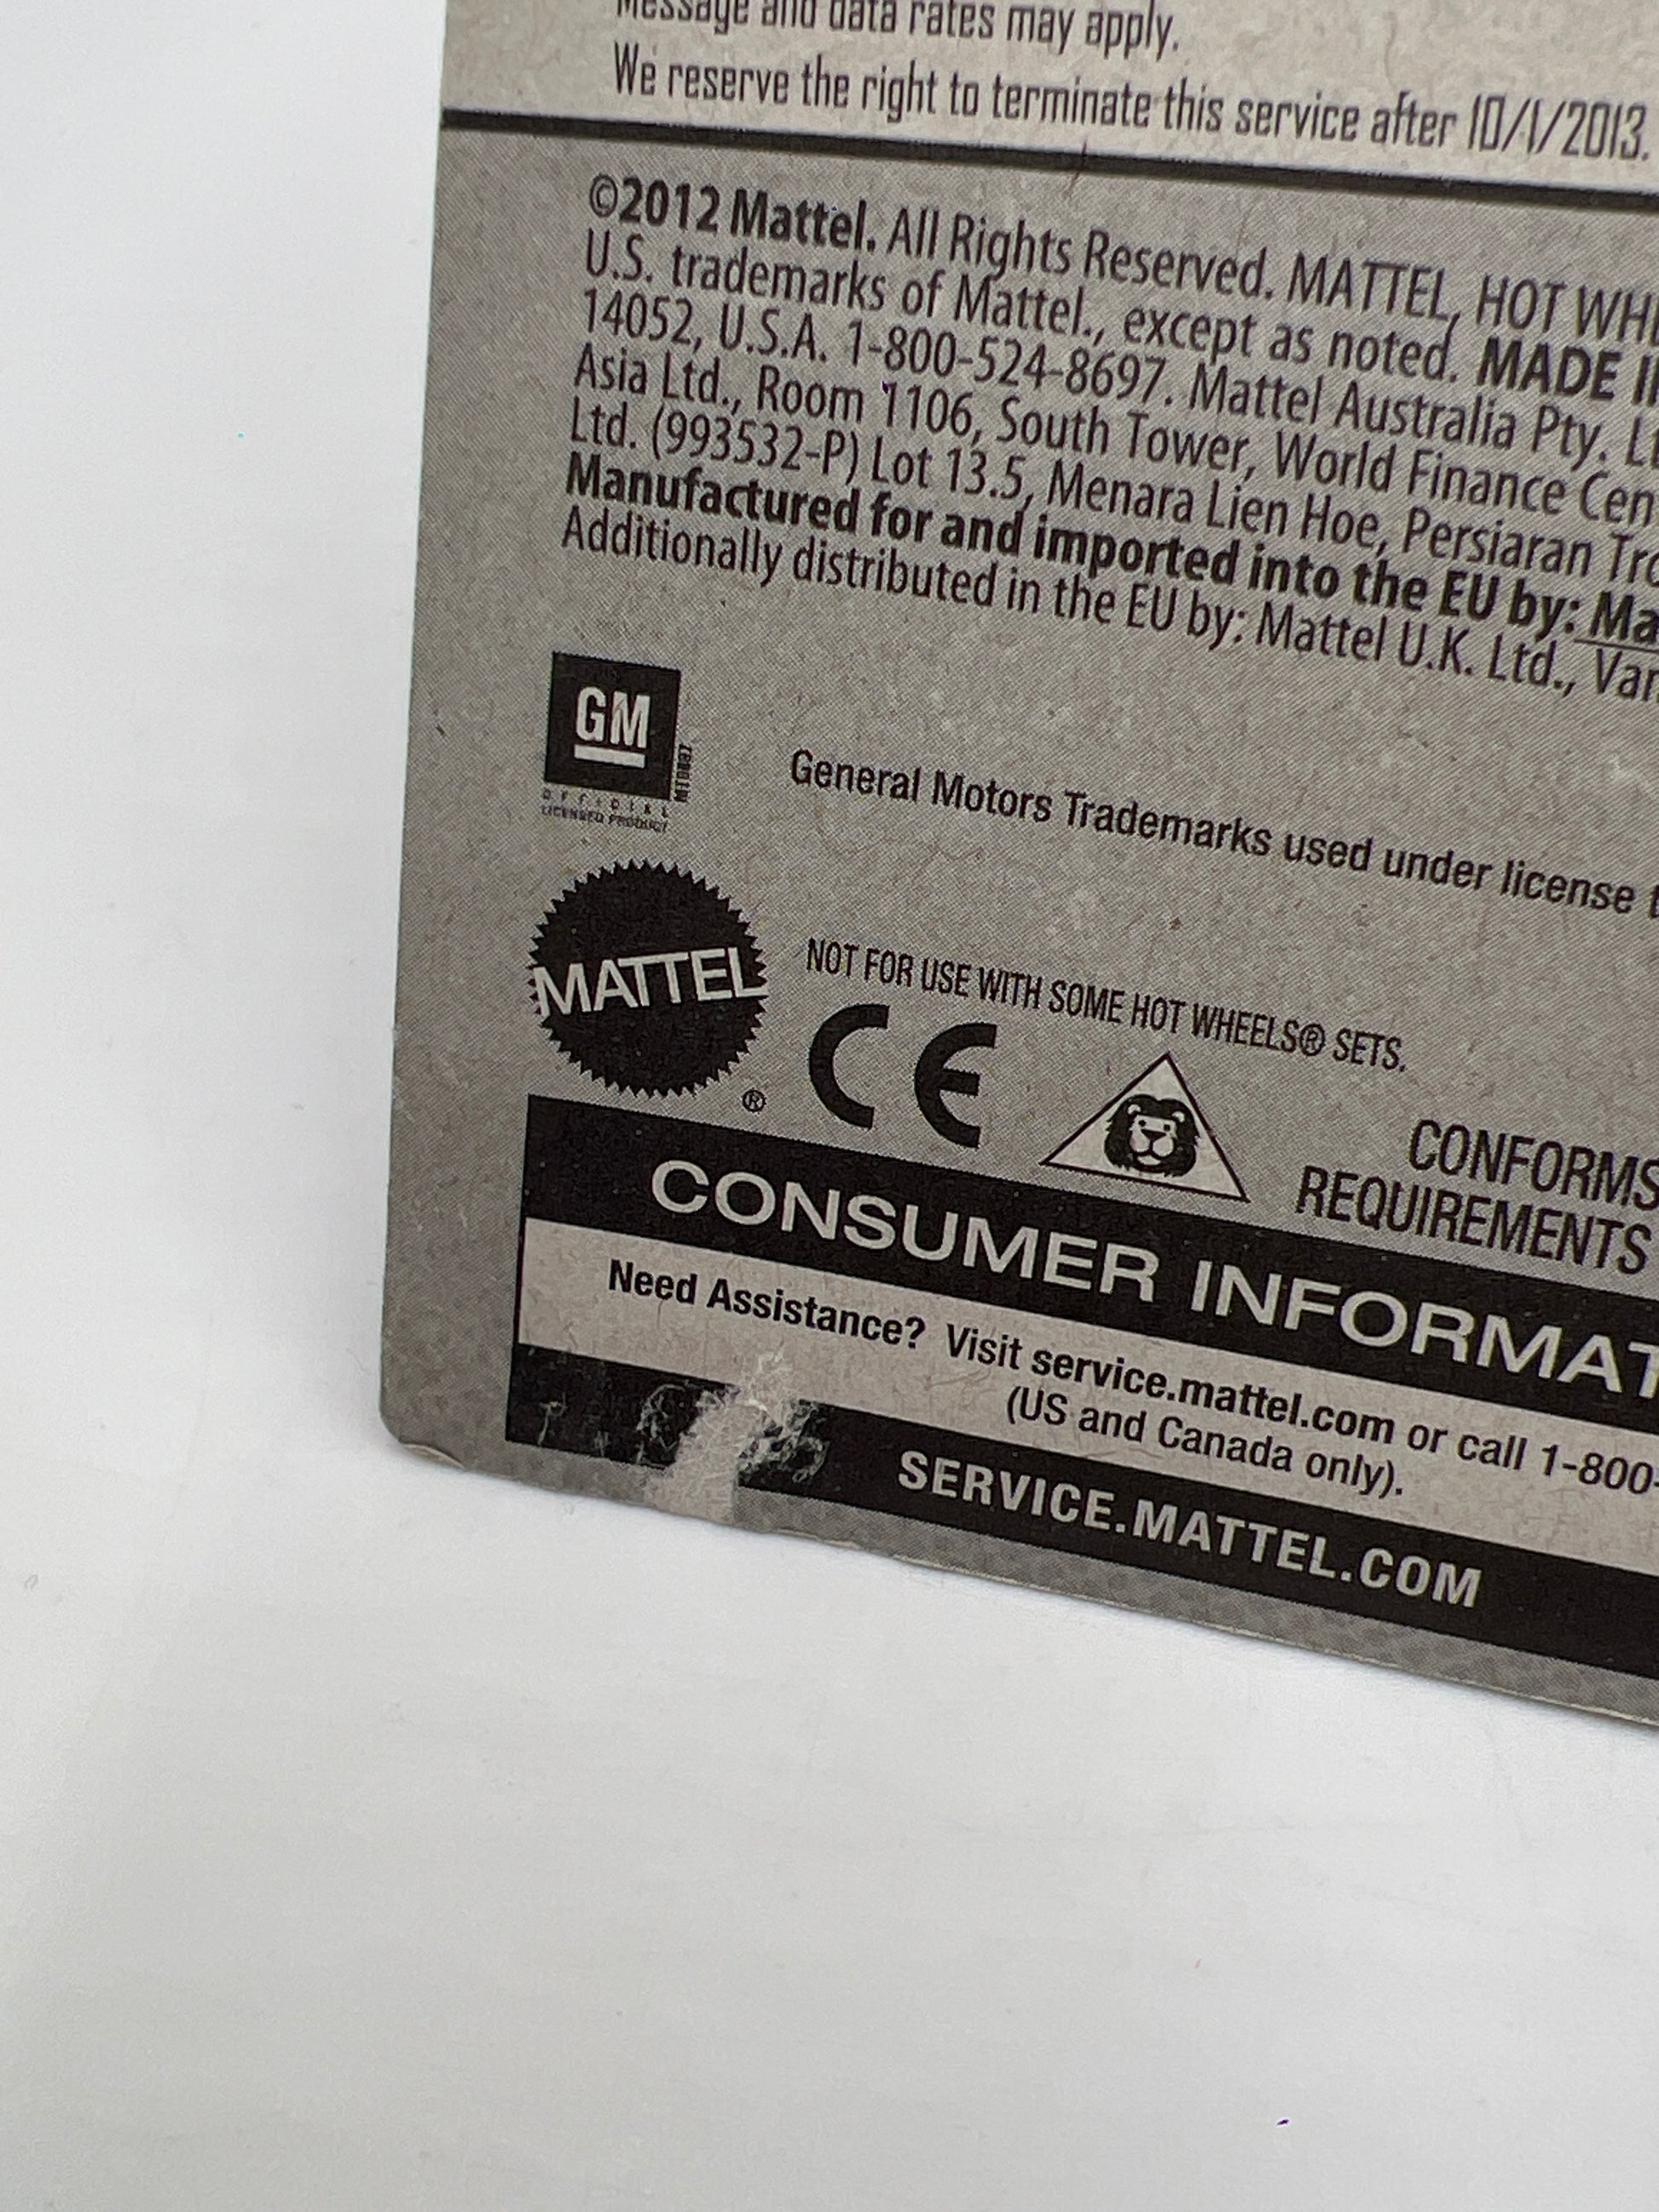 Message and data rates may apply.
We reserve the right to terminate this service after 10/1/2013.
©2012 Mattel. All Rights Reserved. MATTEL, HOT WH
U.S. trademarks of Mattel., except as noted. MADE I
14052, U.S.A. 1-800-524-8697. Mattel Australia Pty. L
Asia Ltd., Room 1106, South Tower, World Finance Cen
Ltd. (993532-P) Lot 13.5, Menara Lien Hoe, Persiaran Tro
Manufactured for and imported into the EU by: Ma
Additionally distributed in the EU by: Mattel U.K. Ltd., Van
GM
OFFICIAL
LICENSED PRODUCT
General Motors Trademarks used under license t
MATTEL
®
NOT FOR USE WITH SOME HOT WHEELS® SETS.
CE
CONFORMS
REQUIREMENTS
CONSUMER INFORMAT
Need Assistance? Visit service.mattel.com or call 1-800-
(US and Canada only).
SERVICE.MATTEL.COM